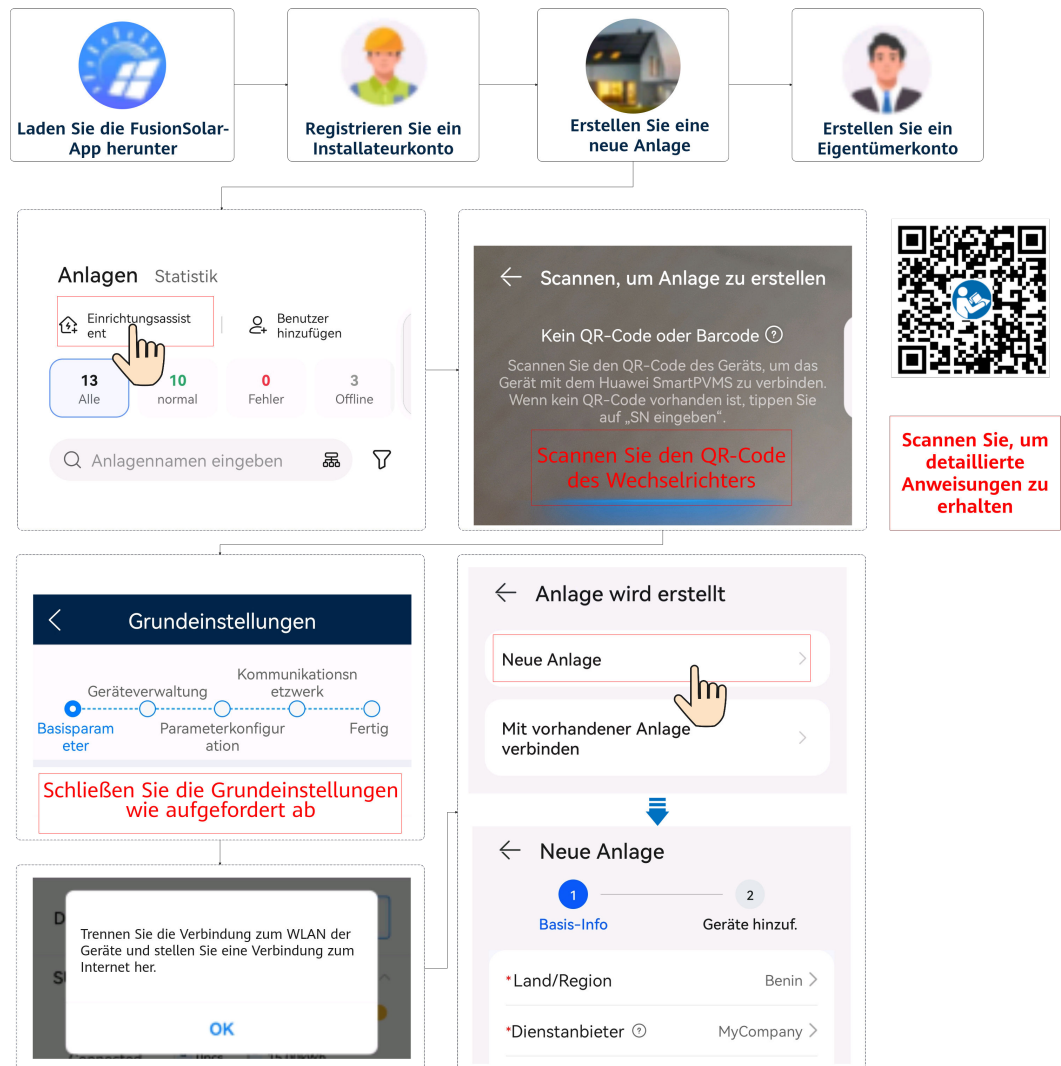 Laden Sie die FusionSolar-
App herunter
Registrieren Sie ein
Installateurkonto
Erstellen Sie eine
neue Anlage
Erstellen Sie ein
Eigentümerkonto
Anlagen Statistik
Einrichtungsassist
ent
Benutzer
hinzufügen
13
Alle
10
normal
0
Fehler
3
Offline
Anlagennamen eingeben
Scannen, um Anlage zu erstellen
Kein QR-Code oder Barcode
Scannen Sie den QR-Code des Geräts, um das
Gerät mit dem Huawei SmartPVMS zu verbinden.
Wenn kein QR-Code vorhanden ist, tippen Sie
auf „SN eingeben“.
Scannen Sie den QR-Code
des Wechselrichters
Scannen Sie, um
detaillierte
Anweisungen zu
erhalten
Grundeinstellungen
Basisparam
eter
Geräteverwaltung
Parameterkonfigur
ation
Kommunikationsn
etzwerk
Fertig
Schließen Sie die Grundeinstellungen
wie aufgefordert ab
Trennen Sie die Verbindung zum WLAN der
Geräte und stellen Sie eine Verbindung zum
Internet her.
OK
Anlage wird erstellt
Neue Anlage
Mit vorhandener Anlage
verbinden
Neue Anlage
1
Basis-Info
2
Geräte hinzuf.
*Land/Region Benin
*Dienstanbieter MyCompany